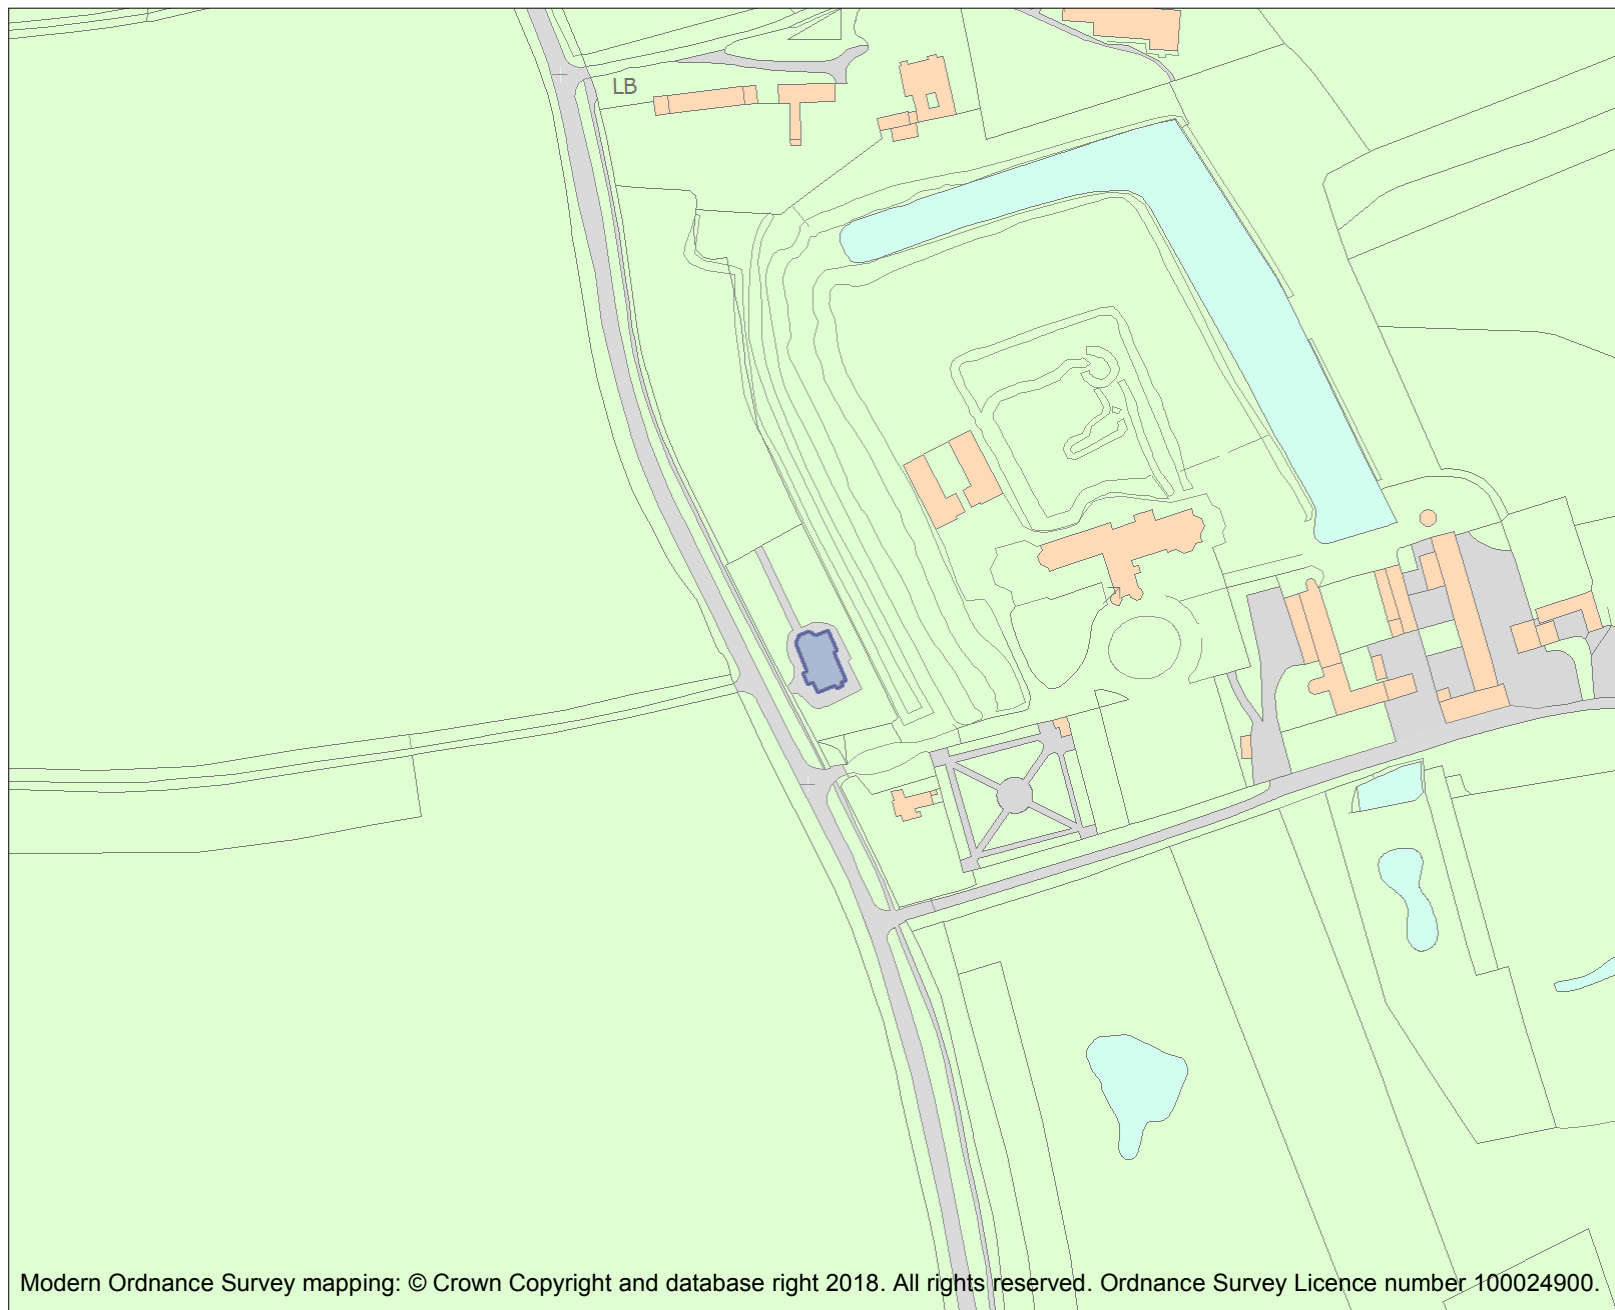 LB
Modern Ordnance Survey mapping: © Crown Copyright and database right 2018. All rights reserved. Ordnance Survey Licence number 100024900.